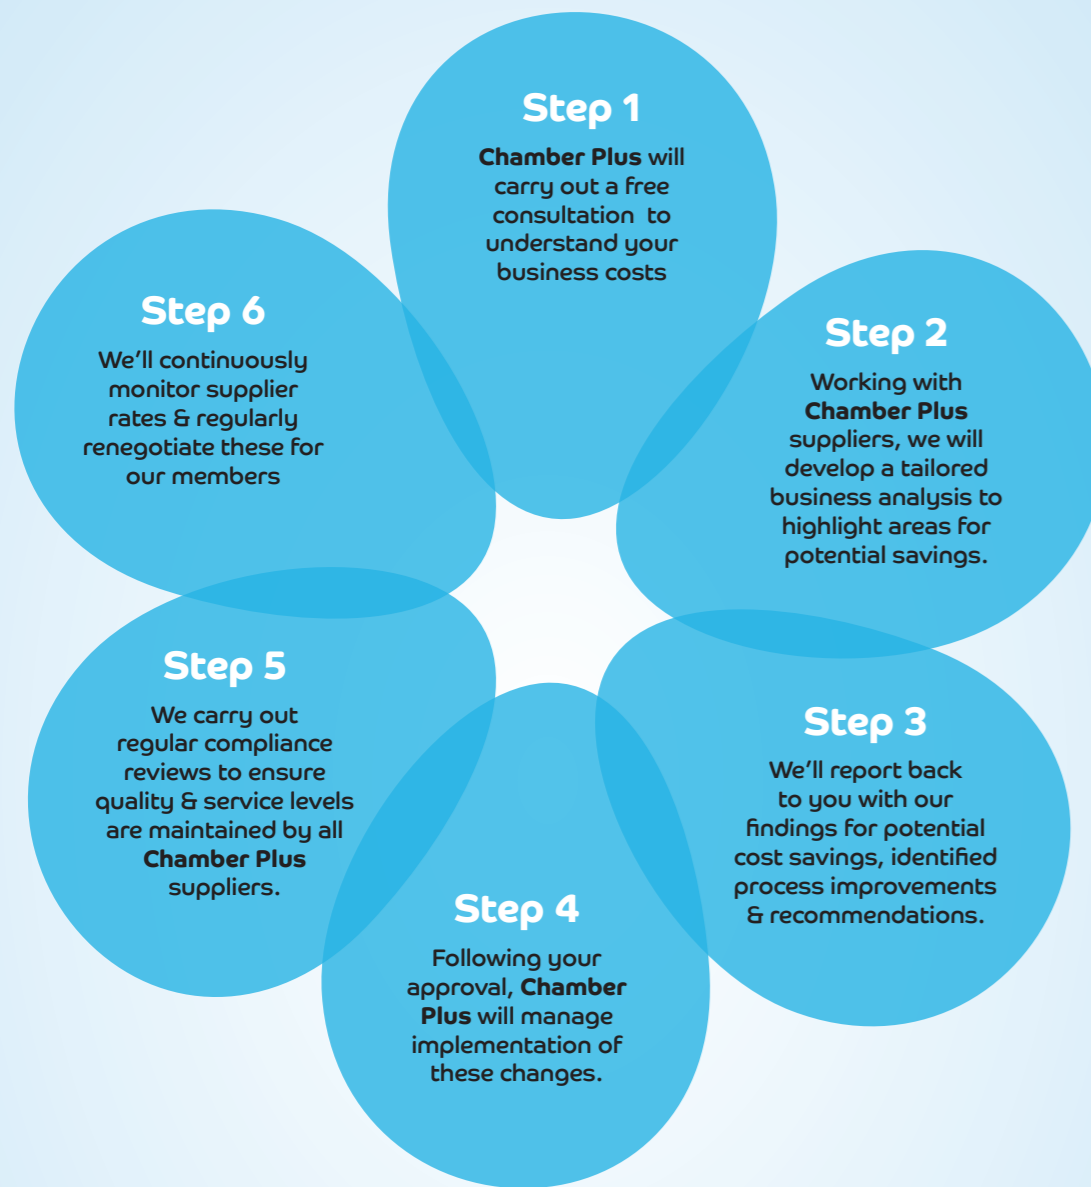 Step 1
Chamber Plus will
carry out a free
consultation  to
understand your
business costs
Step 2
Working with
Chamber Plus
suppliers, we will
develop a tailored
business analysis to
highlight areas for
potential savings.
Step 3
We'll report back
to you with our
findings for potential
cost savings, identified
process improvements
& recommendations.
Step 4
Following your
approval, Chamber
Plus will manage
implementation of
these changes.
Step 5
We carry out
regular compliance
reviews to ensure
quality & service levels
are maintained by all
Chamber Plus
suppliers.
Step 6
We'll continuously
monitor supplier
rates & regularly
renegotiate these for
our members